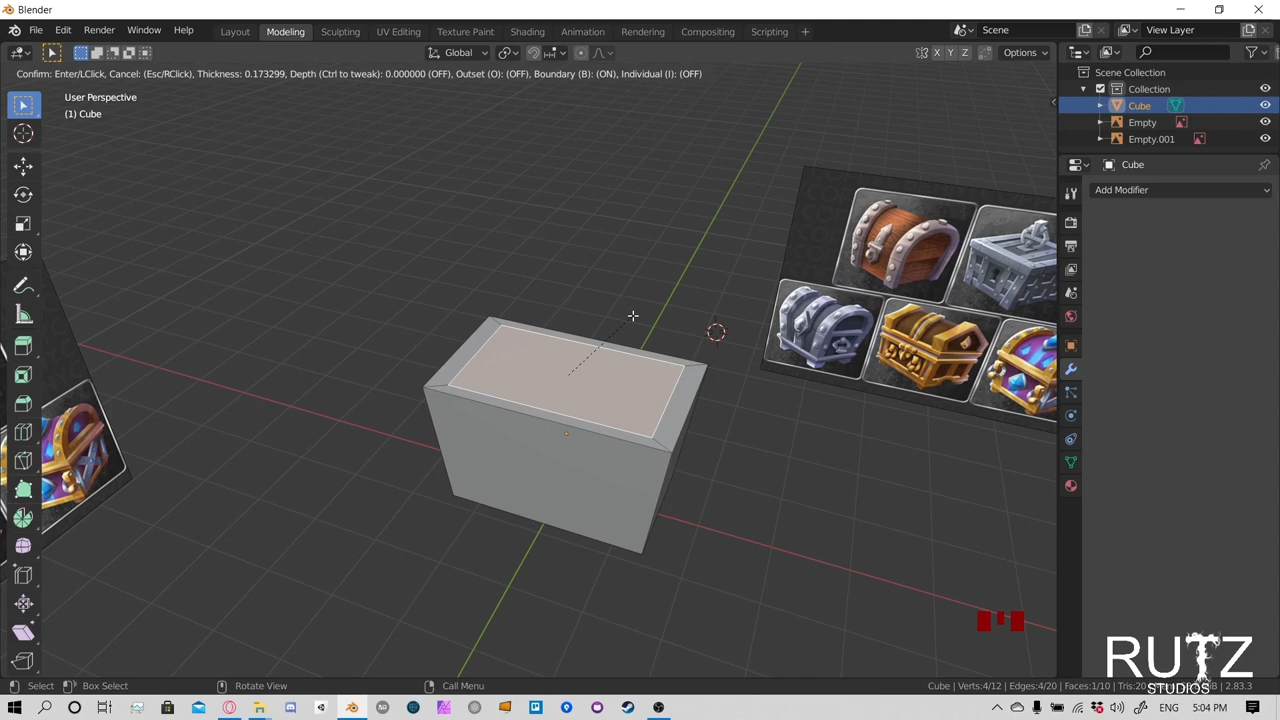 Blender
File Edit Render Window Help Layout Modeling Sculpting UV Editing Texture Paint Shading Animation Rendering Compositing Scripting + Scene View Layer
Global X Y Z Options
Confirm: Enter/LClick, Cancel: (Esc/RClick), Thickness: 0.173299, Depth (Ctrl to tweak): 0.000000 (OFF), Outset (O): (OFF), Boundary (B): (ON), Individual (I): (OFF)
Scene Collection
User Perspective
(1) Cube
Collection
Cube
Empty
Empty.001
Cube
Add Modifier
RUTZ
STUDIOS
Select Box Select Rotate View Call Menu Cube | Verts:4/12 | Edges:4/20 | Faces:1/10 | Tris:20 2.83.3
5:04 PM